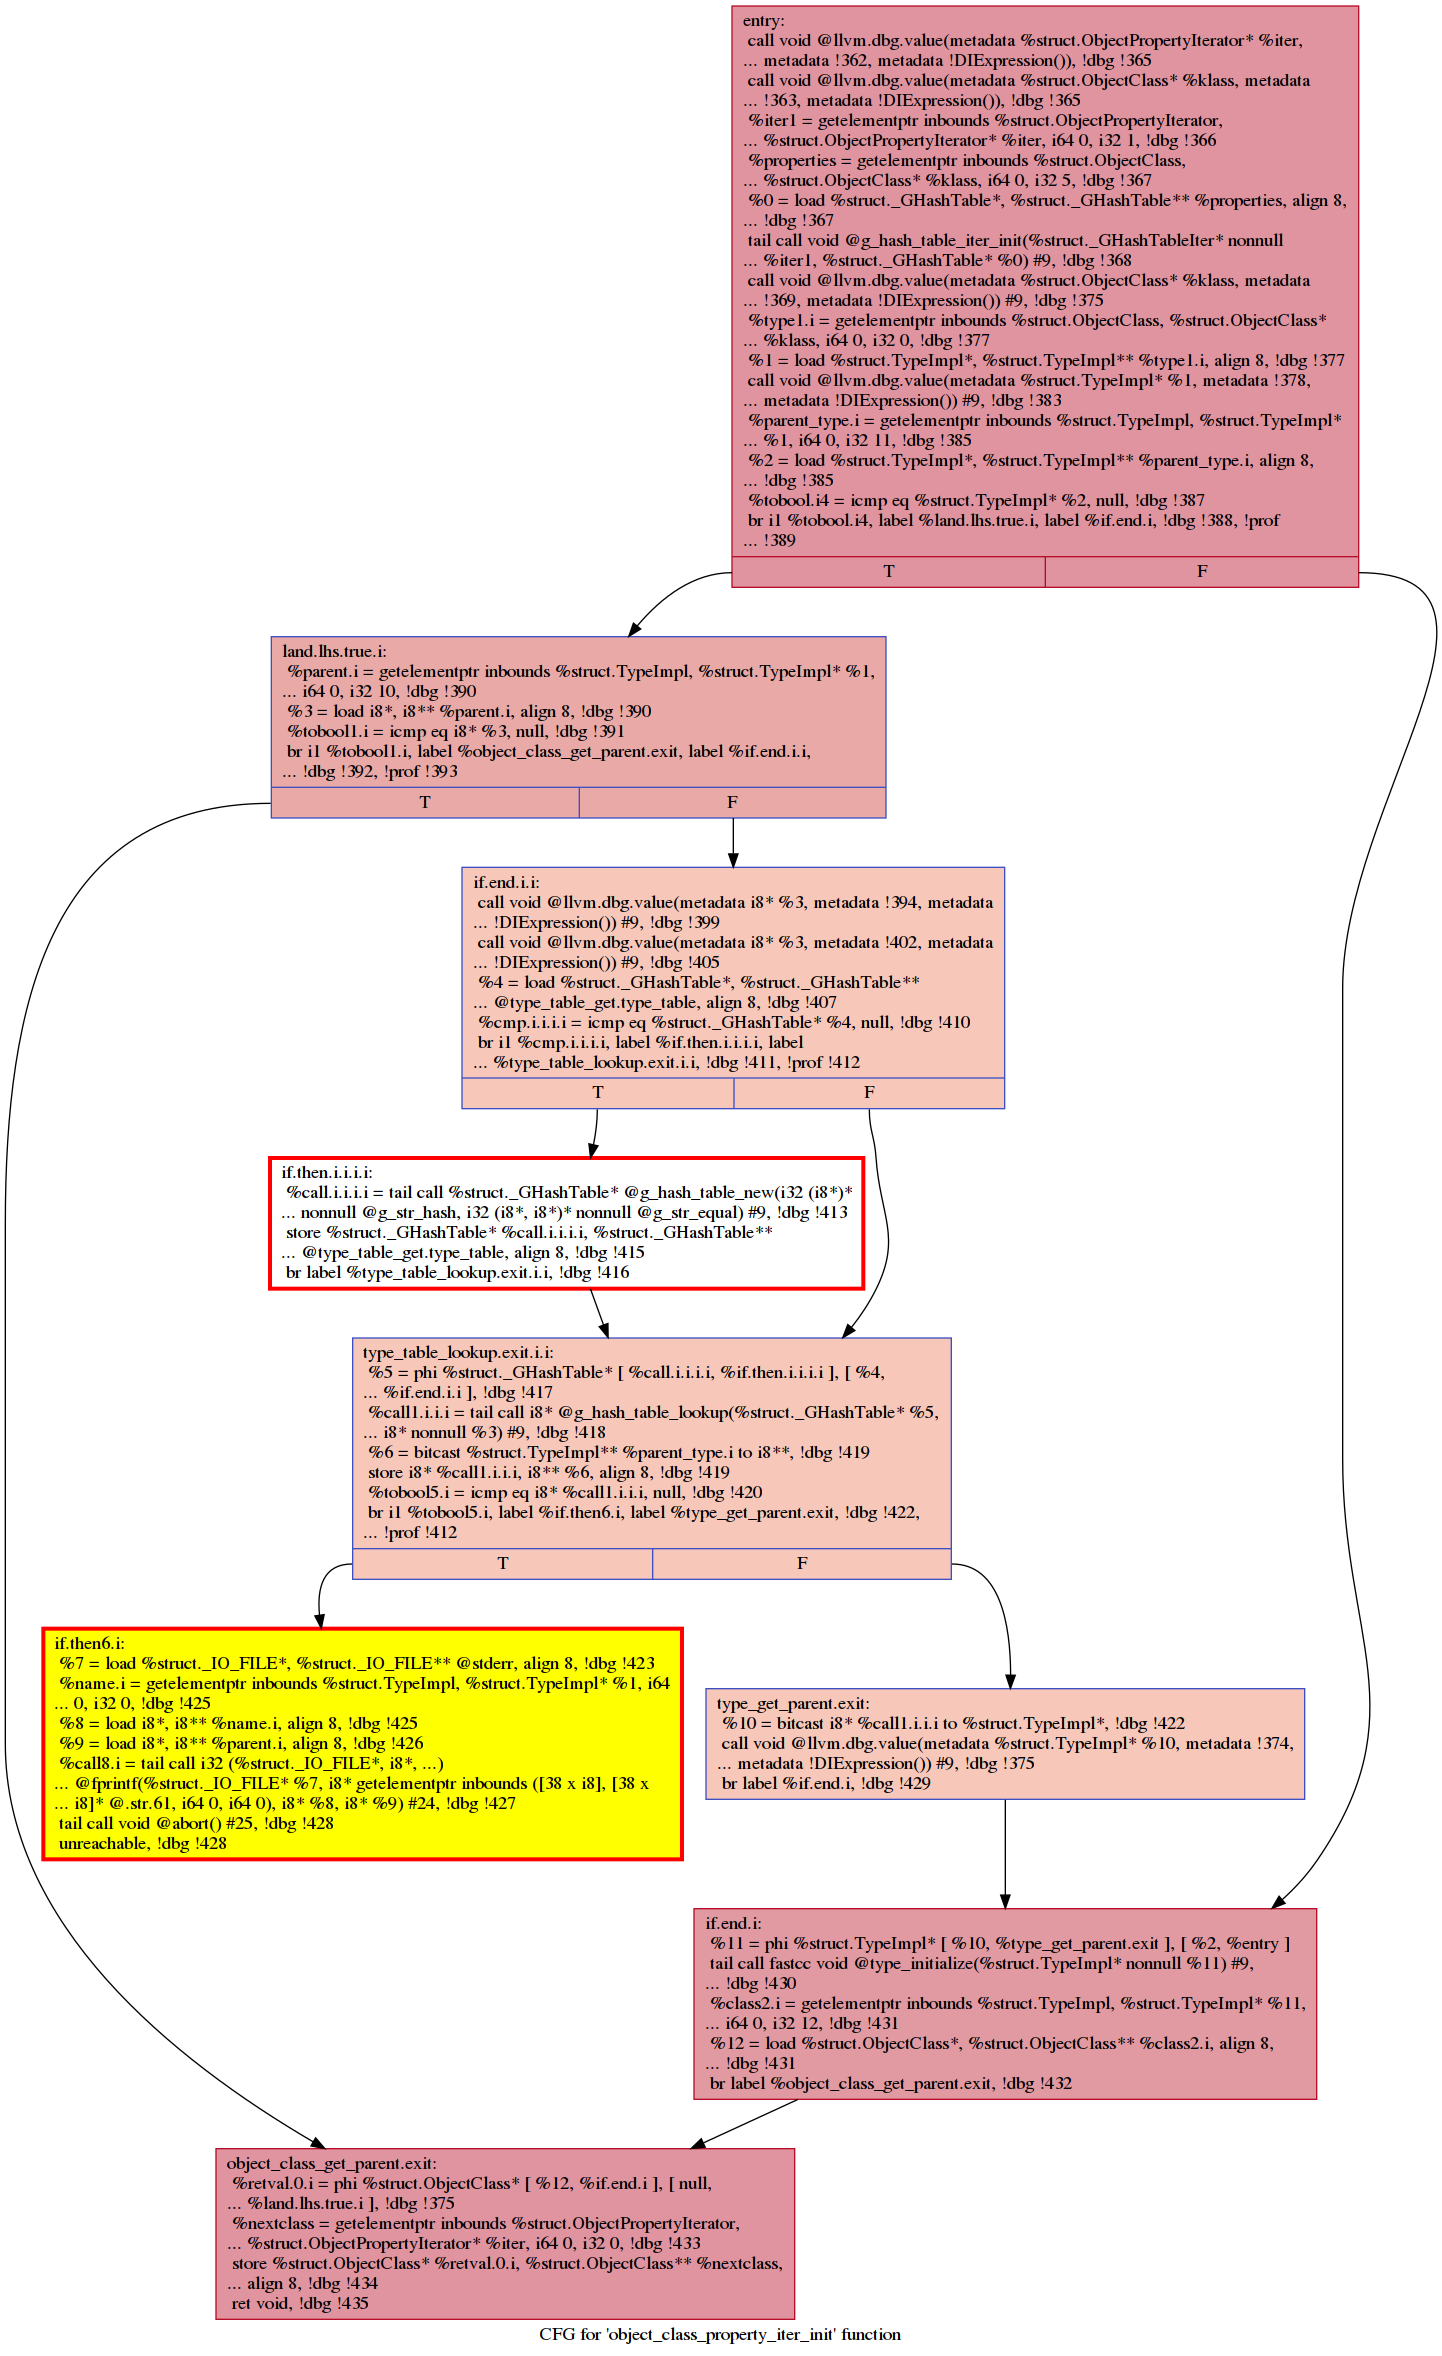 entry:
call void @llvm.dbg.value(metadata %struct.ObjectPropertyIterator* %iter,
... metadata !362, metadata !DIExpression()), !dbg !365
call void @llvm.dbg.value(metadata %struct.ObjectClass* %klass, metadata
... !363, metadata !DIExpression()), !dbg !365
%iter1 = getelementptr inbounds %struct.ObjectPropertyIterator,
... %struct.ObjectPropertyIterator* %iter, i64 0, i32 1, !dbg !366
%properties = getelementptr inbounds %struct.ObjectClass,
... %struct.ObjectClass* %klass, i64 0, i32 5, !dbg !367
%0 = load %struct._GHashTable*, %struct._GHashTable** %properties, align 8,
... !dbg !367
tail call void @g_hash_table_iter_init(%struct._GHashTableIter* nonnull
... %iter1, %struct._GHashTable* %0) #9, !dbg !368
call void @llvm.dbg.value(metadata %struct.ObjectClass* %klass, metadata
... !369, metadata !DIExpression()) #9, !dbg !375
%type1.i = getelementptr inbounds %struct.ObjectClass, %struct.ObjectClass*
... %klass, i64 0, i32 0, !dbg !377
%1 = load %struct.TypeImpl*, %struct.TypeImpl** %type1.i, align 8, !dbg !377
call void @llvm.dbg.value(metadata %struct.TypeImpl* %1, metadata !378,
... metadata !DIExpression()) #9, !dbg !383
%parent_type.i = getelementptr inbounds %struct.TypeImpl, %struct.TypeImpl*
... %1, i64 0, i32 11, !dbg !385
%2 = load %struct.TypeImpl*, %struct.TypeImpl** %parent_type.i, align 8,
... !dbg !385
%tobool.i4 = icmp eq %struct.TypeImpl* %2, null, !dbg !387
br i1 %tobool.i4, label %land.lhs.true.i, label %if.end.i, !dbg !388, !prof
... !389
T F
land.lhs.true.i:
%parent.i = getelementptr inbounds %struct.TypeImpl, %struct.TypeImpl* %1,
... i64 0, i32 10, !dbg !390
%3 = load i8*, i8** %parent.i, align 8, !dbg !390
%tobool1.i = icmp eq i8* %3, null, !dbg !391
br i1 %tobool1.i, label %object_class_get_parent.exit, label %if.end.i.i,
... !dbg !392, !prof !393
T F
if.end.i.i:
call void @llvm.dbg.value(metadata i8* %3, metadata !394, metadata
... !DIExpression()) #9, !dbg !399
call void @llvm.dbg.value(metadata i8* %3, metadata !402, metadata
... !DIExpression()) #9, !dbg !405
%4 = load %struct._GHashTable*, %struct._GHashTable**
... @type_table_get.type_table, align 8, !dbg !407
%cmp.i.i.i.i = icmp eq %struct._GHashTable* %4, null, !dbg !410
br i1 %cmp.i.i.i.i, label %if.then.i.i.i.i, label
... %type_table_lookup.exit.i.i, !dbg !411, !prof !412
T F
if.then.i.i.i.i:
%call.i.i.i.i = tail call %struct._GHashTable* @g_hash_table_new(i32 (i8*)*
... nonnull @g_str_hash, i32 (i8*, i8*)* nonnull @g_str_equal) #9, !dbg !413
store %struct._GHashTable* %call.i.i.i.i, %struct._GHashTable**
... @type_table_get.type_table, align 8, !dbg !415
br label %type_table_lookup.exit.i.i, !dbg !416
type_table_lookup.exit.i.i:
%5 = phi %struct._GHashTable* [ %call.i.i.i.i, %if.then.i.i.i.i ], [ %4,
... %if.end.i.i ], !dbg !417
%call1.i.i.i = tail call i8* @g_hash_table_lookup(%struct._GHashTable* %5,
... i8* nonnull %3) #9, !dbg !418
%6 = bitcast %struct.TypeImpl** %parent_type.i to i8**, !dbg !419
store i8* %call1.i.i.i, i8** %6, align 8, !dbg !419
%tobool5.i = icmp eq i8* %call1.i.i.i, null, !dbg !420
br i1 %tobool5.i, label %if.then6.i, label %type_get_parent.exit, !dbg !422,
... !prof !412
T F
if.then6.i:
%7 = load %struct._IO_FILE*, %struct._IO_FILE** @stderr, align 8, !dbg !423
%name.i = getelementptr inbounds %struct.TypeImpl, %struct.TypeImpl* %1, i64
... 0, i32 0, !dbg !425
%8 = load i8*, i8** %name.i, align 8, !dbg !425
%9 = load i8*, i8** %parent.i, align 8, !dbg !426
%call8.i = tail call i32 (%struct._IO_FILE*, i8*, ...)
... @fprintf(%struct._IO_FILE* %7, i8* getelementptr inbounds ([38 x i8], [38 x
... i8]* @.str.61, i64 0, i64 0), i8* %8, i8* %9) #24, !dbg !427
tail call void @abort() #25, !dbg !428
unreachable, !dbg !428
type_get_parent.exit:
%10 = bitcast i8* %call1.i.i.i to %struct.TypeImpl*, !dbg !422
call void @llvm.dbg.value(metadata %struct.TypeImpl* %10, metadata !374,
... metadata !DIExpression()) #9, !dbg !375
br label %if.end.i, !dbg !429
if.end.i:
%11 = phi %struct.TypeImpl* [ %10, %type_get_parent.exit ], [ %2, %entry ]
tail call fastcc void @type_initialize(%struct.TypeImpl* nonnull %11) #9,
... !dbg !430
%class2.i = getelementptr inbounds %struct.TypeImpl, %struct.TypeImpl* %11,
... i64 0, i32 12, !dbg !431
%12 = load %struct.ObjectClass*, %struct.ObjectClass** %class2.i, align 8,
... !dbg !431
br label %object_class_get_parent.exit, !dbg !432
object_class_get_parent.exit:
%retval.0.i = phi %struct.ObjectClass* [ %12, %if.end.i ], [ null,
... %land.lhs.true.i ], !dbg !375
%nextclass = getelementptr inbounds %struct.ObjectPropertyIterator,
... %struct.ObjectPropertyIterator* %iter, i64 0, i32 0, !dbg !433
store %struct.ObjectClass* %retval.0.i, %struct.ObjectClass** %nextclass,
... align 8, !dbg !434
ret void, !dbg !435
CFG for 'object_class_property_iter_init' function